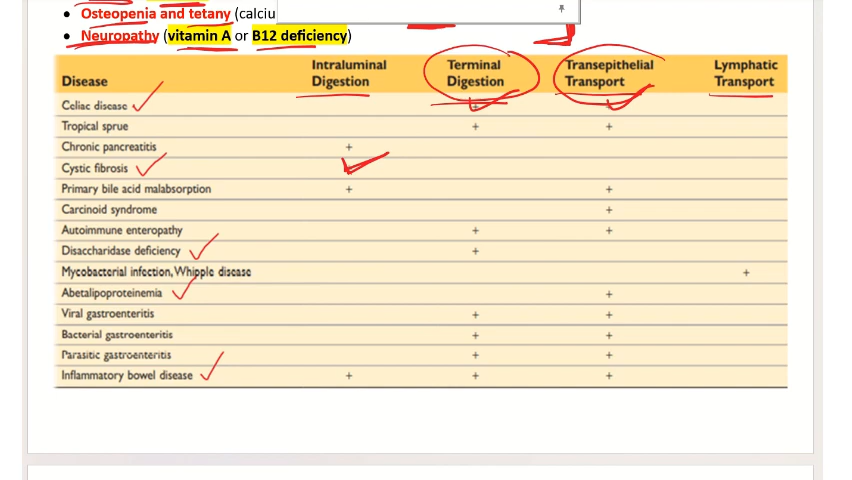 Osteopenia and tetany (calciu
Neuropathy (vitamin A or B12 deficiency)
Disease Intraluminal Digestion Terminal Digestion Transepithelial Transport Lymphatic Transport
Celiac disease + +
Tropical sprue + +
Chronic pancreatitis +
Cystic fibrosis
Primary bile acid malabsorption + +
Carcinoid syndrome +
Autoimmune enteropathy + +
Disaccharidase deficiency +
Mycobacterial infection, Whipple disease +
Abetalipoproteinemia +
Viral gastroenteritis + +
Bacterial gastroenteritis + +
Parasitic gastroenteritis + +
Inflammatory bowel disease + + +